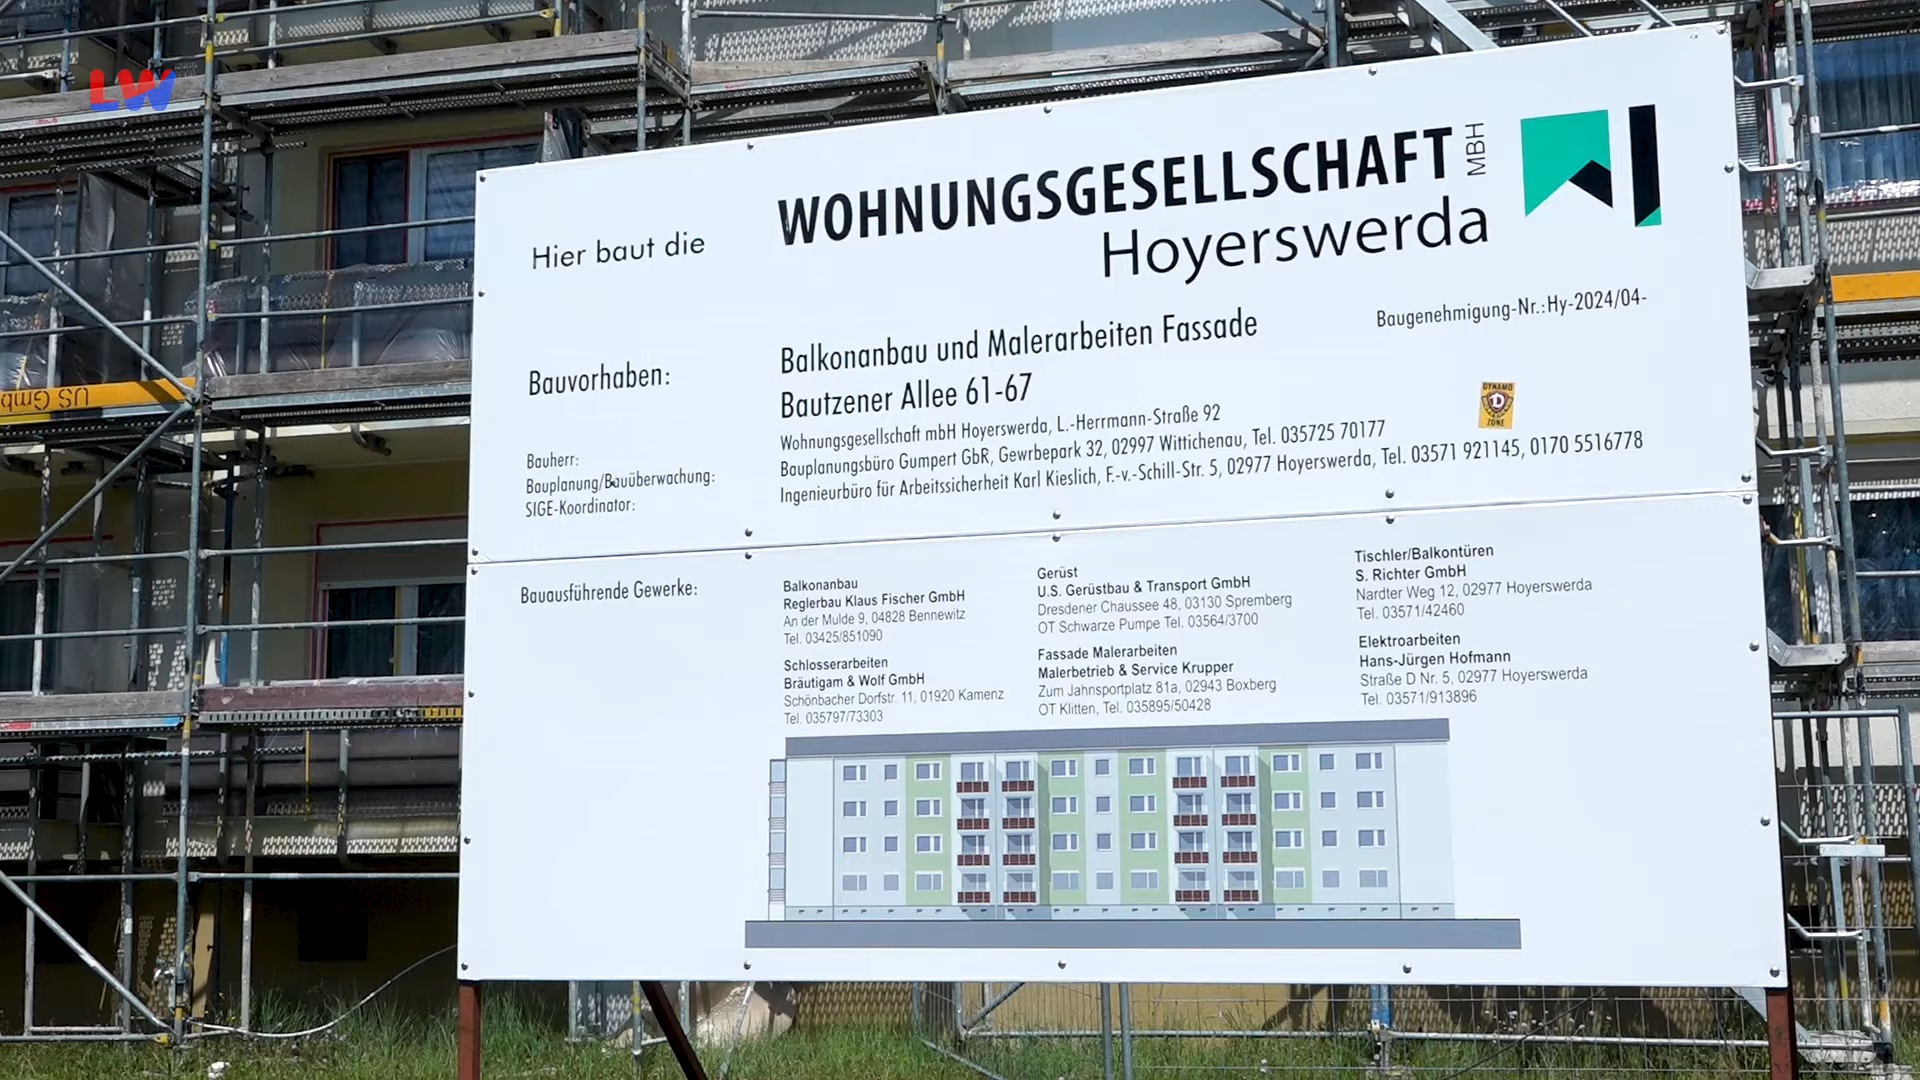 LW
Hier baut die
WOHNUNGSGESELLSCHAFT MBH
Hoyerswerda
Baugenehmigung-Nr.:Hy-2024/04-
Bauvorhaben:
Balkonanbau und Malerarbeiten Fassade
Bautzener Allee 61-67
DYNAMO
D
ZONE
Bauherr:
Wohnungsgesellschaft mbH Hoyerswerda, L.-Herrmann-Straße 92
Bauplanung/Bauüberwachung:
Bauplanungsbüro Gumpert GbR, Gewrbepark 32, 02997 Wittichenau, Tel. 035725 70177
SIGE-Koordinator:
Ingenieurbüro für Arbeitssicherheit Karl Kieslich, F.-v.-Schill-Str. 5, 02977 Hoyerswerda, Tel. 03571 921145, 0170 5516778
Bauausführende Gewerke:
Balkonanbau
Reglerbau Klaus Fischer GmbH
An der Mulde 9, 04828 Bennewitz
Tel. 03425/851090
Schlosserarbeiten
Bräutigam & Wolf GmbH
Schönbacher Dorfstr. 11, 01920 Kamenz
Tel. 035797/73303
Gerüst
U.S. Gerüstbau & Transport GmbH
Dresdener Chaussee 48, 03130 Spremberg
OT Schwarze Pumpe Tel. 03564/3700
Fassade Malerarbeiten
Malerbetrieb & Service Krupper
Zum Jahnsportplatz 81a, 02943 Boxberg
OT Klitten, Tel. 035895/50428
Tischler/Balkontüren
S. Richter GmbH
Nardter Weg 12, 02977 Hoyerswerda
Tel. 03571/42460
Elektroarbeiten
Hans-Jürgen Hofmann
Straße D Nr. 5, 02977 Hoyerswerda
Tel. 03571/913896
US Gmb